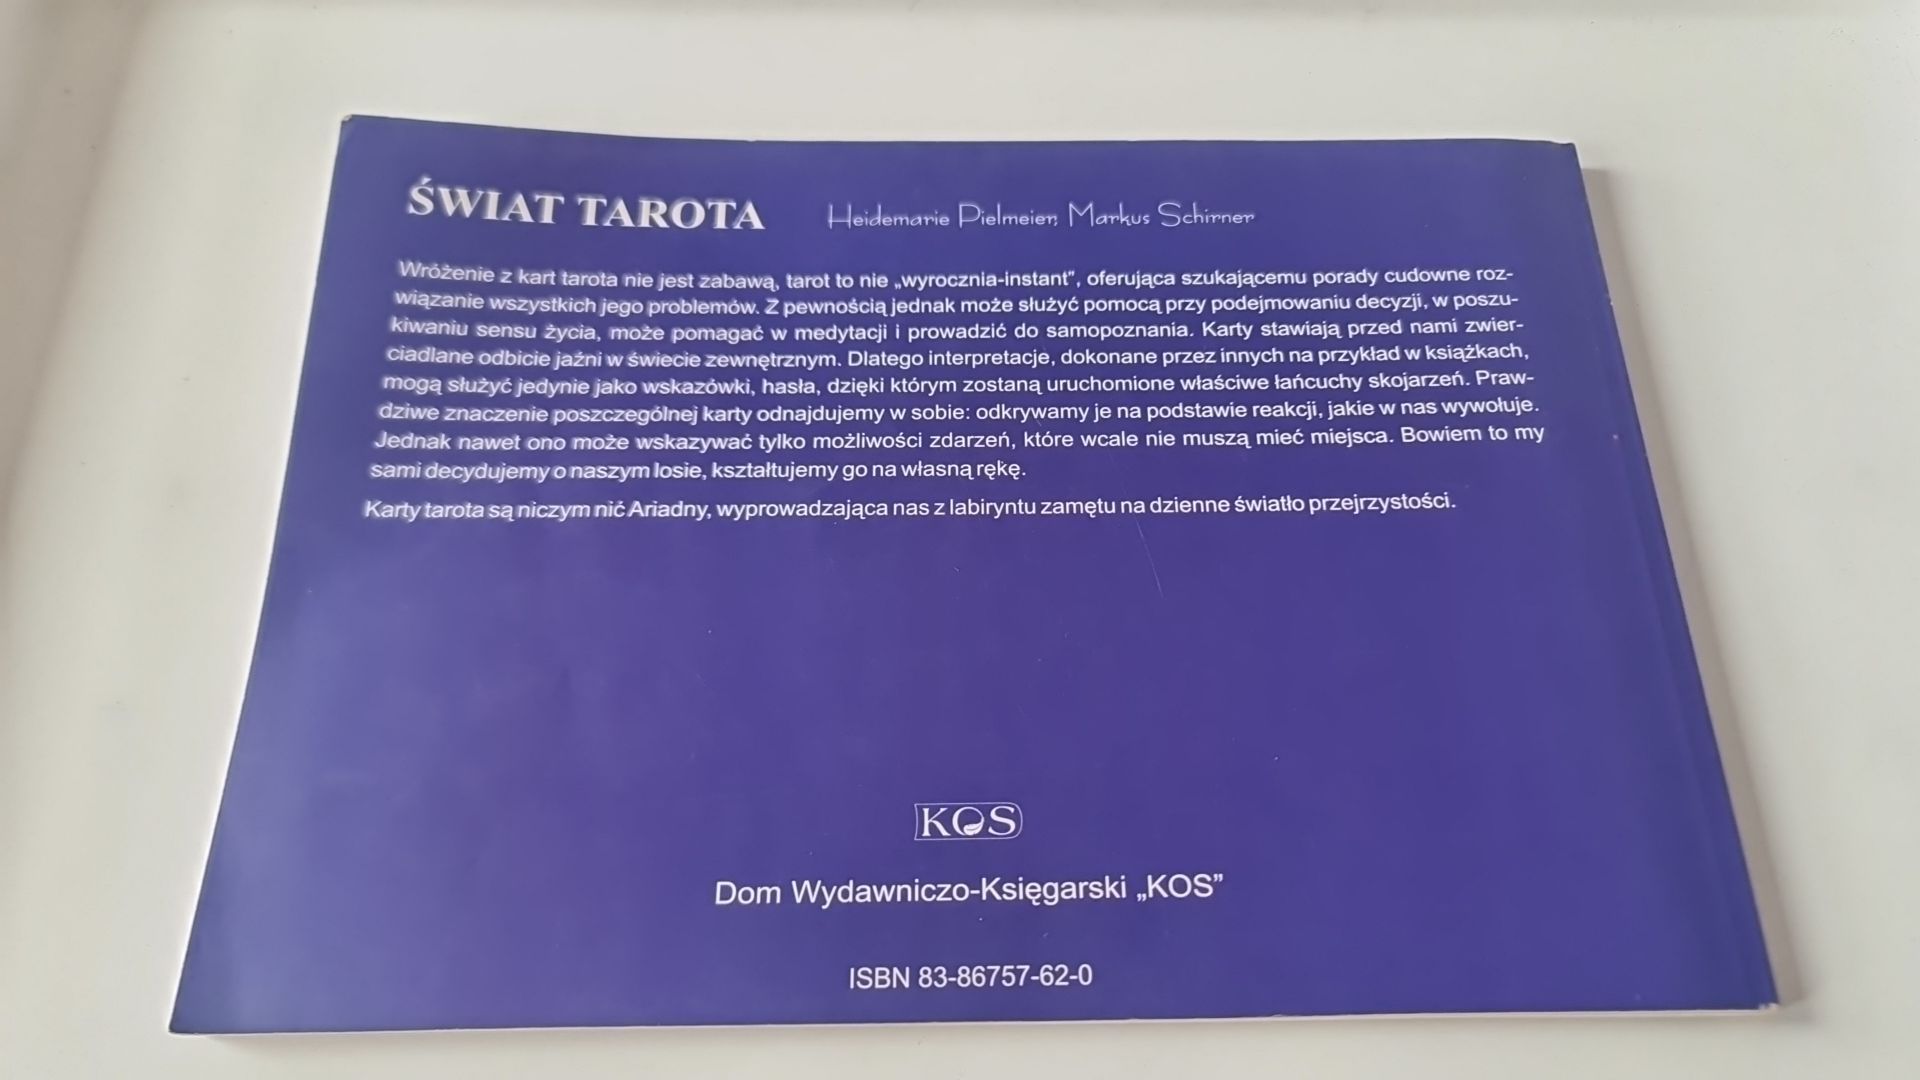 ŚWIAT TAROTA Heidemarie Pielmeier, Markus Schirner
Wróżenie z kart tarota nie jest zabawą, tarot to nie „wyrocznia-instant”, oferująca szukającemu porady cudowne roz-
wiązanie wszystkich jego problemów. Z pewnością jednak może służyć pomocą przy podejmowaniu decyzji, w poszu-
kiwaniu sensu życia, może pomagać w medytacji i prowadzić do samopoznania. Karty stawiają przed nami zwier-
ciadlane odbicie jaźni w świecie zewnętrznym. Dlatego interpretacje, dokonane przez innych na przykład w książkach,
mogą służyć jedynie jako wskazówki, hasła, dzięki którym zostaną uruchomione właściwe łańcuchy skojarzeń. Praw-
dziwe znaczenie poszczególnej karty odnajdujemy w sobie: odkrywamy je na podstawie reakcji, jakie w nas wywołuje.
Jednak nawet ono może wskazywać tylko możliwości zdarzeń, które wcale nie muszą mieć miejsca. Bowiem to my
sami decydujemy o naszym losie, kształtujemy go na własną rękę.
Karty tarota są niczym nić Ariadny, wyprowadzająca nas z labiryntu zamętu na dzienne światło przejrzystości.
KOS
Dom Wydawniczo-Księgarski „KOS”
ISBN 83-86757-62-0